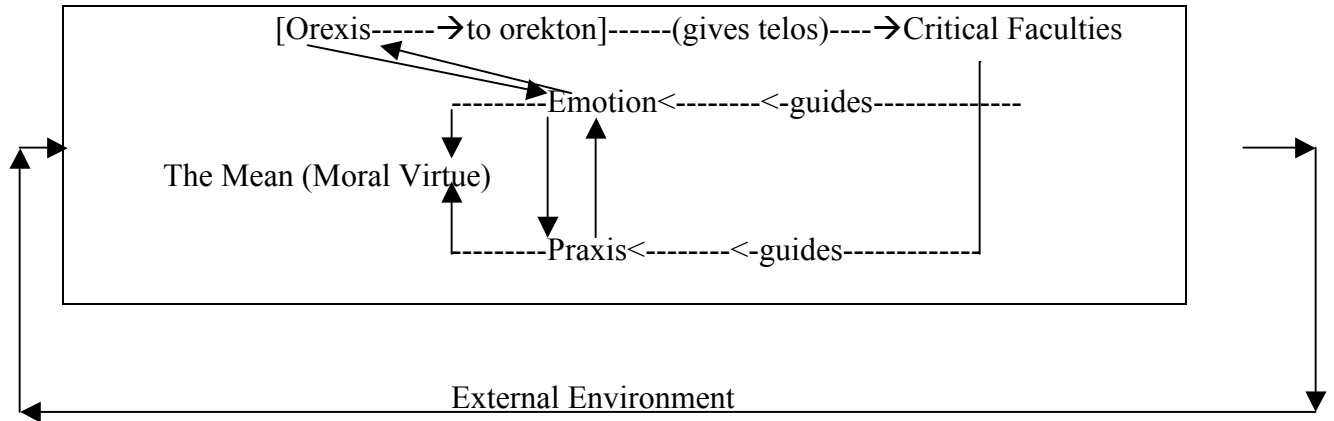 [Orexis------→to orekton]------(gives telos)----→Critical Faculties
---------Emotion<--------<-guides--------------
The Mean (Moral Virtue)
---------Praxis<-------<-guides-------------
External Environment